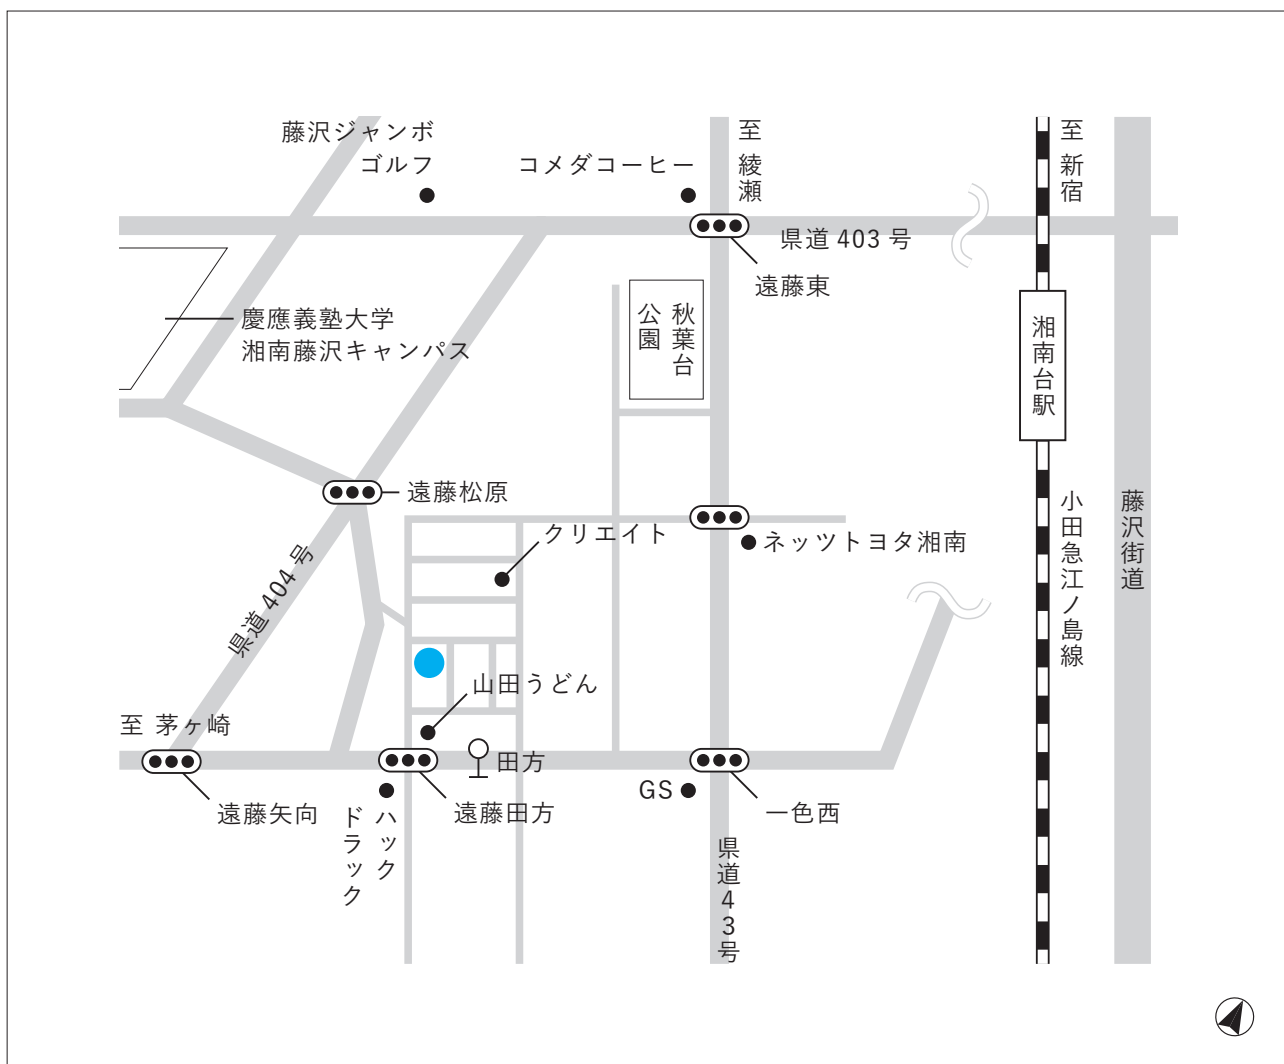 藤沢ジャンボ
ゴルフ
コメダコーヒー
至 綾瀬
至 新宿
県道 403 号
遠藤東
慶應義塾大学
湘南藤沢キャンパス
秋葉台
公園
湘南台駅
遠藤松原
クリエイト
ネッツトヨタ湘南
小田急江ノ島線
藤沢街道
県道 404 号
山田うどん
至 茅ヶ崎
田方
遠藤矢向
ハック
ドラック
遠藤田方
GS
一色西
県道43号